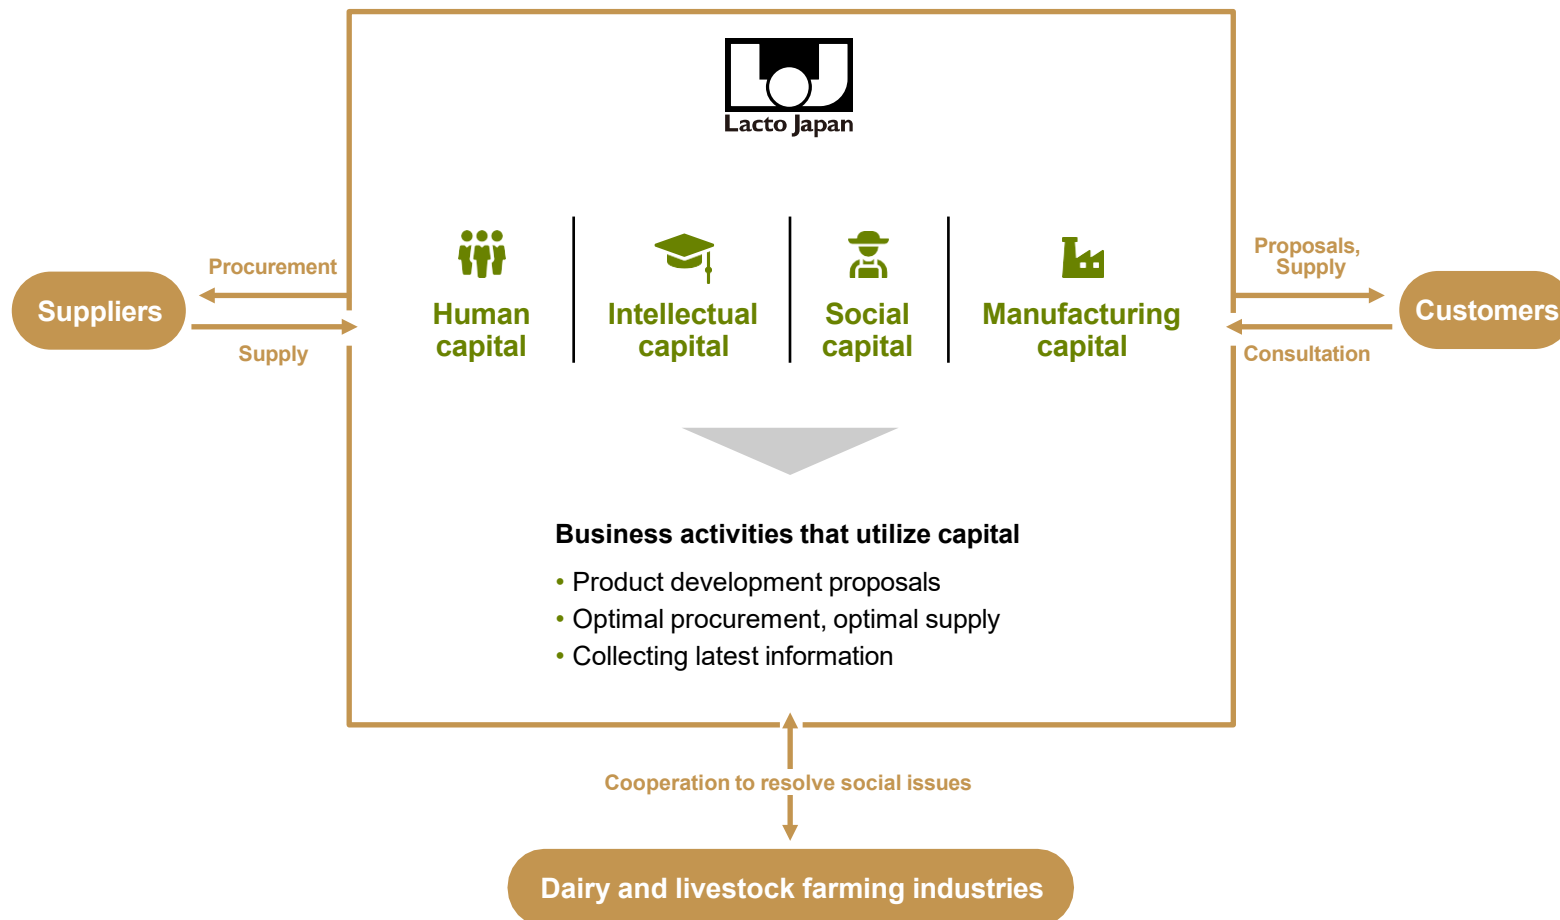 Lacto Japan
Procurement
Suppliers
Supply
Human
capital
Intellectual
capital
Social
capital
Manufacturing
capital
Proposals,
Supply
Customers
Consultation
Business activities that utilize capital
• Product development proposals
• Optimal procurement, optimal supply
• Collecting latest information
Cooperation to resolve social issues
Dairy and livestock farming industries